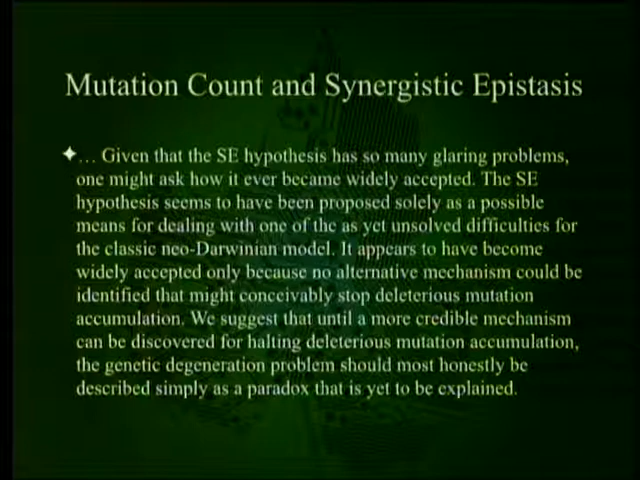 Mutation Count and Synergistic Epistasis
✦… Given that the SE hypothesis has so many glaring problems,
one might ask how it ever became widely accepted. The SE
hypothesis seems to have been proposed solely as a possible
means for dealing with one of the as yet unsolved difficulties for
the classic neo-Darwinian model. It appears to have become
widely accepted only because no alternative mechanism could be
identified that might conceivably stop deleterious mutation
accumulation. We suggest that until a more credible mechanism
can be discovered for halting deleterious mutation accumulation,
the genetic degeneration problem should most honestly be
described simply as a paradox that is yet to be explained.